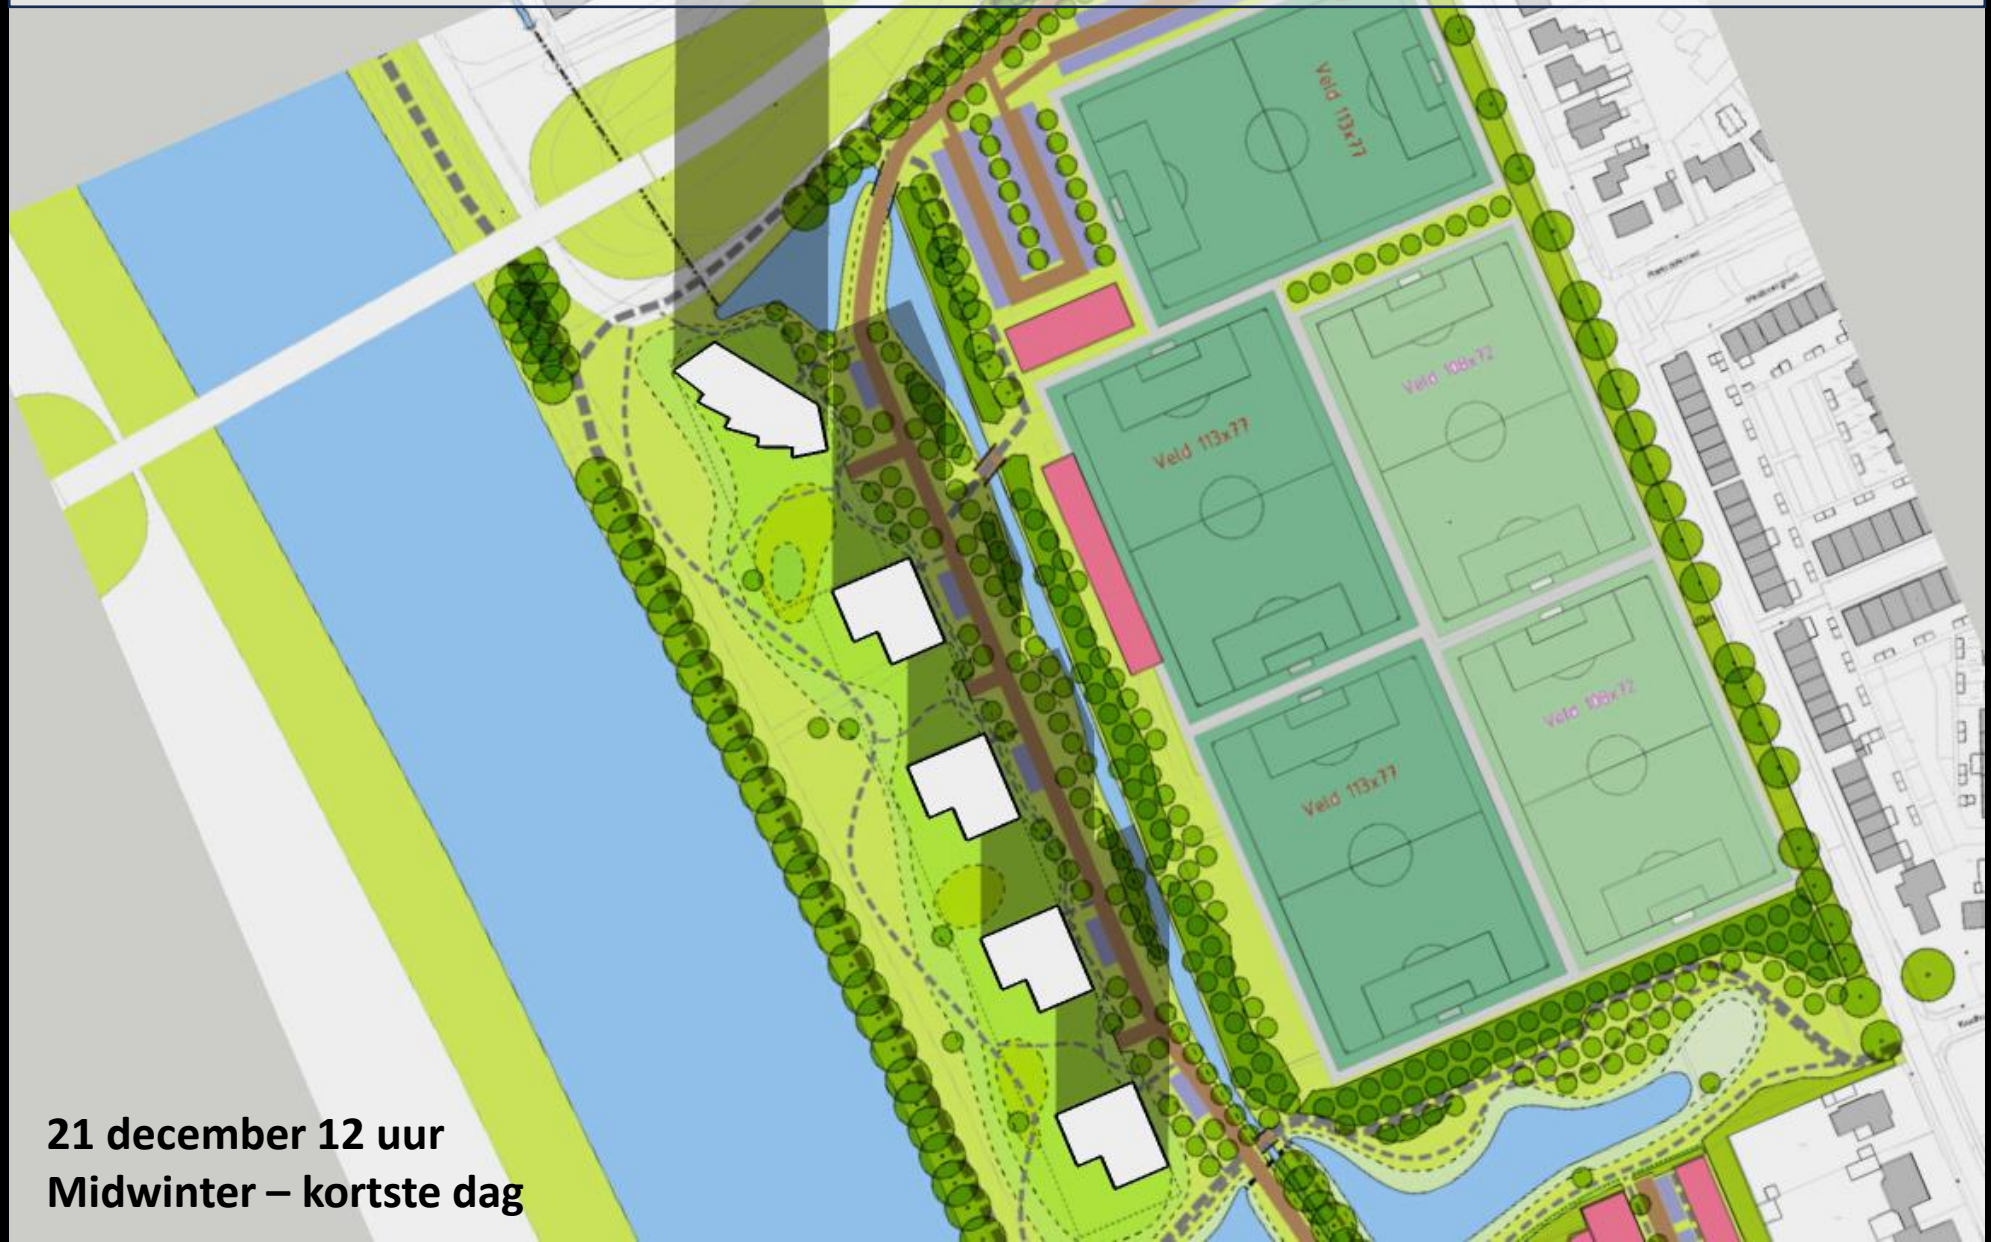 Veld 113x77
Veld 108x72
Veld 113x77
Veld 108x72
Veld 113x77
21 december 12 uur
Midwinter – kortste dag